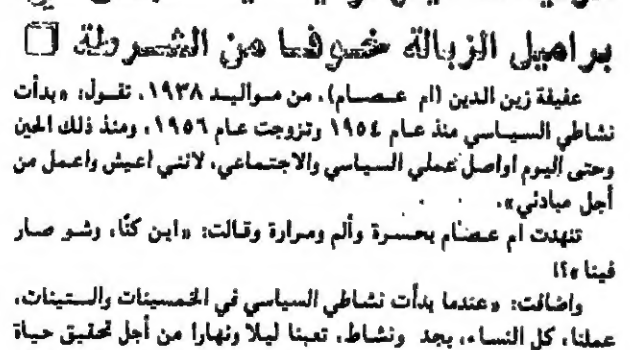 براميل الزبالة خوفا من الشرطة
عفيفة زين الدين (ام عصام)، من مواليد ١٩٣٨، تقول: «بدأت
نشاطي السياسي منذ عام ١٩٥٤ وتزوجت عام ١٩٥٦، ومنذ ذلك الحين
وحتى اليوم اواصل عملي السياسي والاجتماعي، لانني اعيش واعمل من
أجل مبادئي».
تنهدت ام عصام بحسرة وألم ومرارة وقالت: «اين كنّا، وشو صار
فينا»؟!
واضافت: «عندما بدأت نشاطي السياسي في الخمسينات والستينات،
عملنا، كل النساء، بجد ونشاط، تعبنا ليلا ونهارا من أجل تحقيق حياة